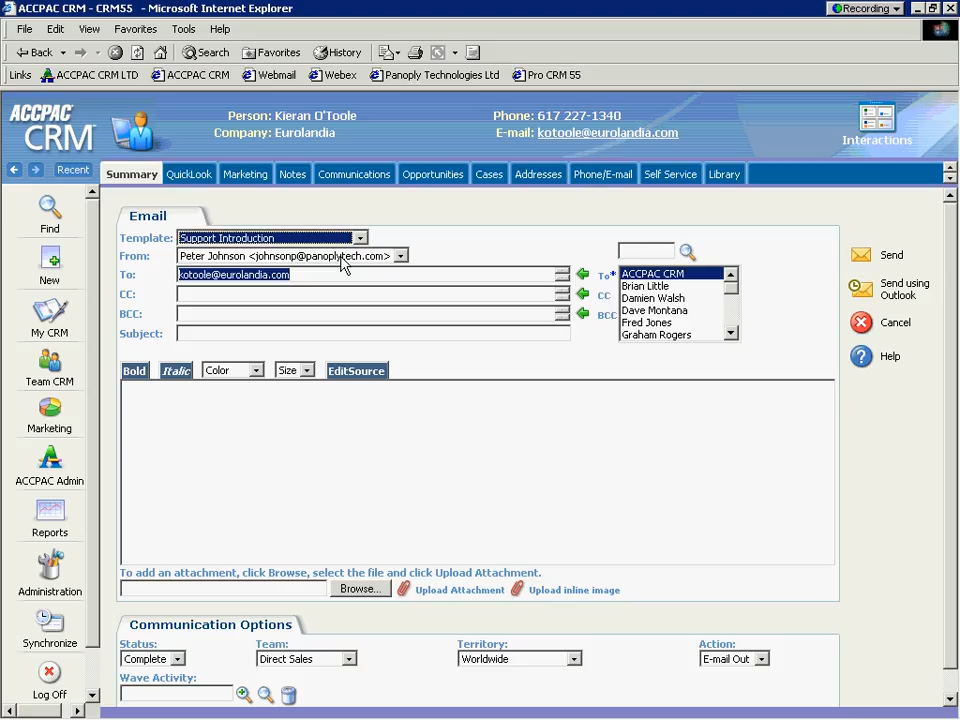 ACCPAC CRM - CRM55 - Microsoft Internet Explorer
Recording
File Edit View Favorites Tools Help
Back Search Favorites History
Links ACCPAC CRM LTD ACCPAC CRM Webmail Webex Panoply Technologies Ltd Pro CRM 55
ACCPAC
CRM
Person: Kieran O'Toole Phone: 617 227-1340
Company: Eurolandia E-mail: kotoole@eurolandia.com
Interactions
Recent Summary QuickLook Marketing Notes Communications Opportunities Cases Addresses Phone/E-mail Self Service Library
Find
New
My CRM
Team CRM
Marketing
ACCPAC Admin
Reports
Administration
Synchronize
Log Off
Email
Template: Support Introduction
From: Peter Johnson <johnsonp@panoplytech.com>
To: kotoole@eurolandia.com To*
CC: CC
BCC: BCC
Subject:
ACCPAC CRM
Brian Little
Damien Walsh
Dave Montana
Fred Jones
Graham Rogers
Send
Send using
Outlook
Cancel
Help
Bold Italic Color Size EditSource
To add an attachment, click Browse, select the file and click Upload Attachment.
Browse... Upload Attachment Upload inline image
Communication Options
Status: Team: Territory: Action:
Complete Direct Sales Worldwide E-mail Out
Wave Activity: